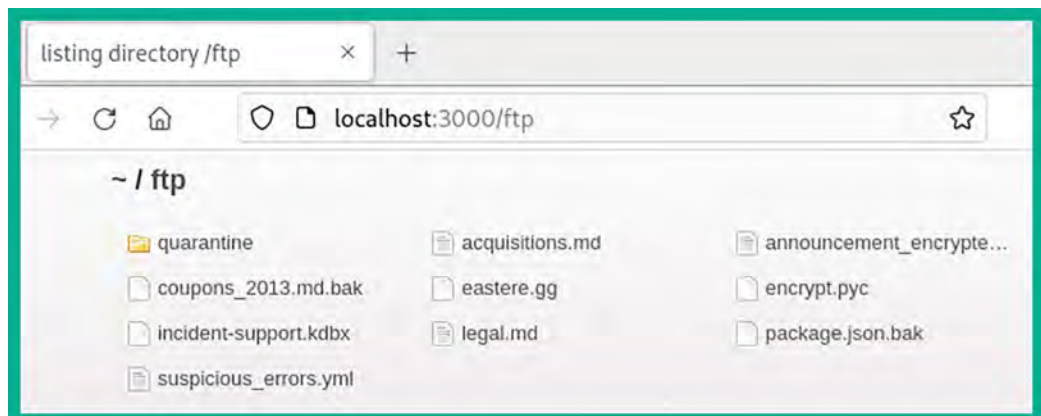 listing directory /ftp × +
localhost:3000/ftp
~ / ftp
quarantine acquisitions.md announcement_encrypte...
coupons_2013.md.bak eastere.gg encrypt.pyc
incident-support.kdbx legal.md package.json.bak
suspicious_errors.yml